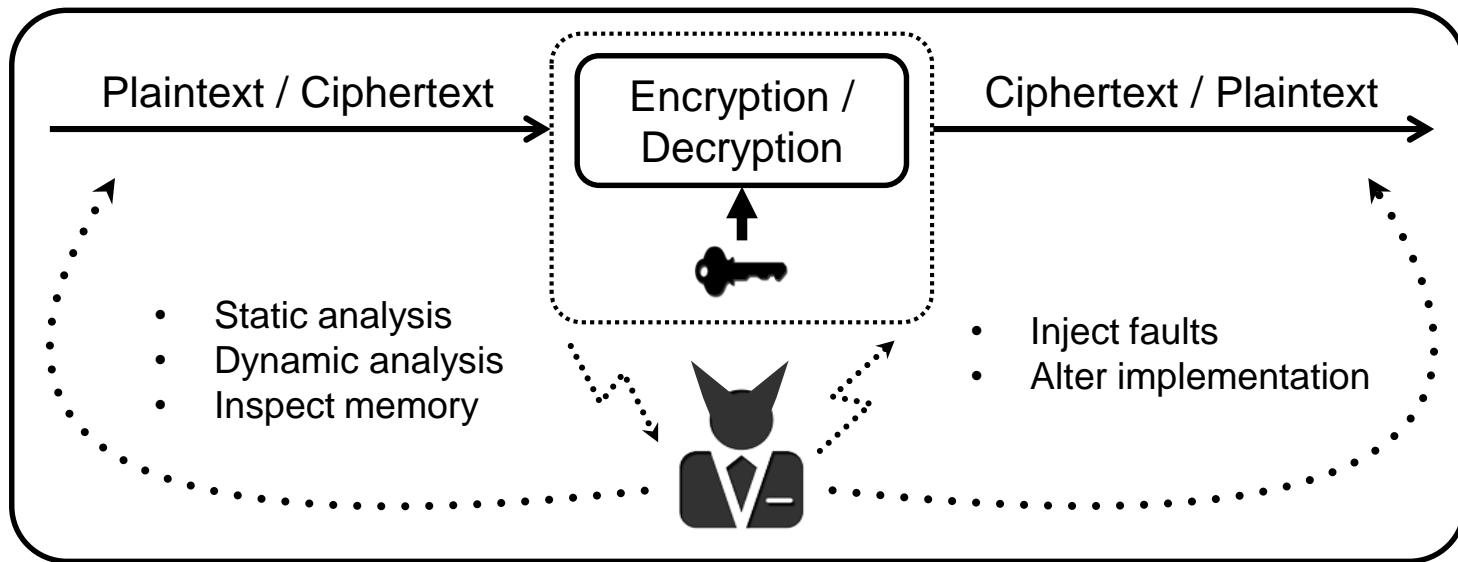 Plaintext / Ciphertext
Encryption /
Decryption
Ciphertext / Plaintext
• Static analysis
• Dynamic analysis
• Inspect memory
• Inject faults
• Alter implementation